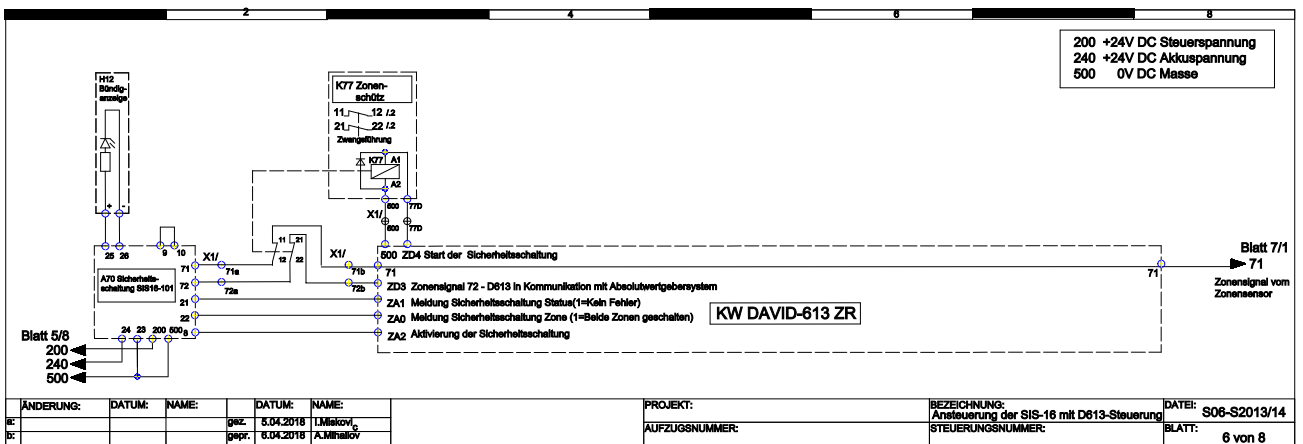 2 4 6 8
200 +24V DC Steuerspannung
240 +24V DC Akkuspannung
500 0V DC Masse
H12
Bündig-
anzeige
+ -
K77 Zonen-
schütz
11 12 /.2
21 22 /.2
Zwangsführung
K77 A1
A2
500 77D
X1/
500 77D
25 26
9 10
A70 Sicherheits-
schaltung SIS16-101
71
72
21
22
8
24 23 200 500
X1/
71a
72a
11 21
12 22
X1/
71b
72b
500 ZD4 Start der Sicherheitsschaltung
71
71
ZD3 Zonensignal 72 - D613 in Kommunikation mit Absolutwertgebersystem
ZA1 Meldung Sicherheitsschaltung Status(1=Kein Fehler)
ZA0 Meldung Sicherheitsschaltung Zone (1=Beide Zonen geschalten)
ZA2 Aktivierung der Sicherheitsschaltung
KW DAVID-613 ZR
Blatt 7/1
71
Zonensignal vom
Zonensensor
Blatt 5/8
200
240
500
ÄNDERUNG: DATUM: NAME: DATUM: NAME:
a: gez. 5.04.2018 I.Miskovi_C
b: gepr. 6.04.2018 A.Mihailov
PROJEKT:
AUFZUGSNUMMER:
BEZEICHNUNG:
Ansteuerung der SIS-16 mit D613-Steuerung
STEUERUNGSNUMMER:
DATEI: S06-S2013/14
BLATT: 6 von 8